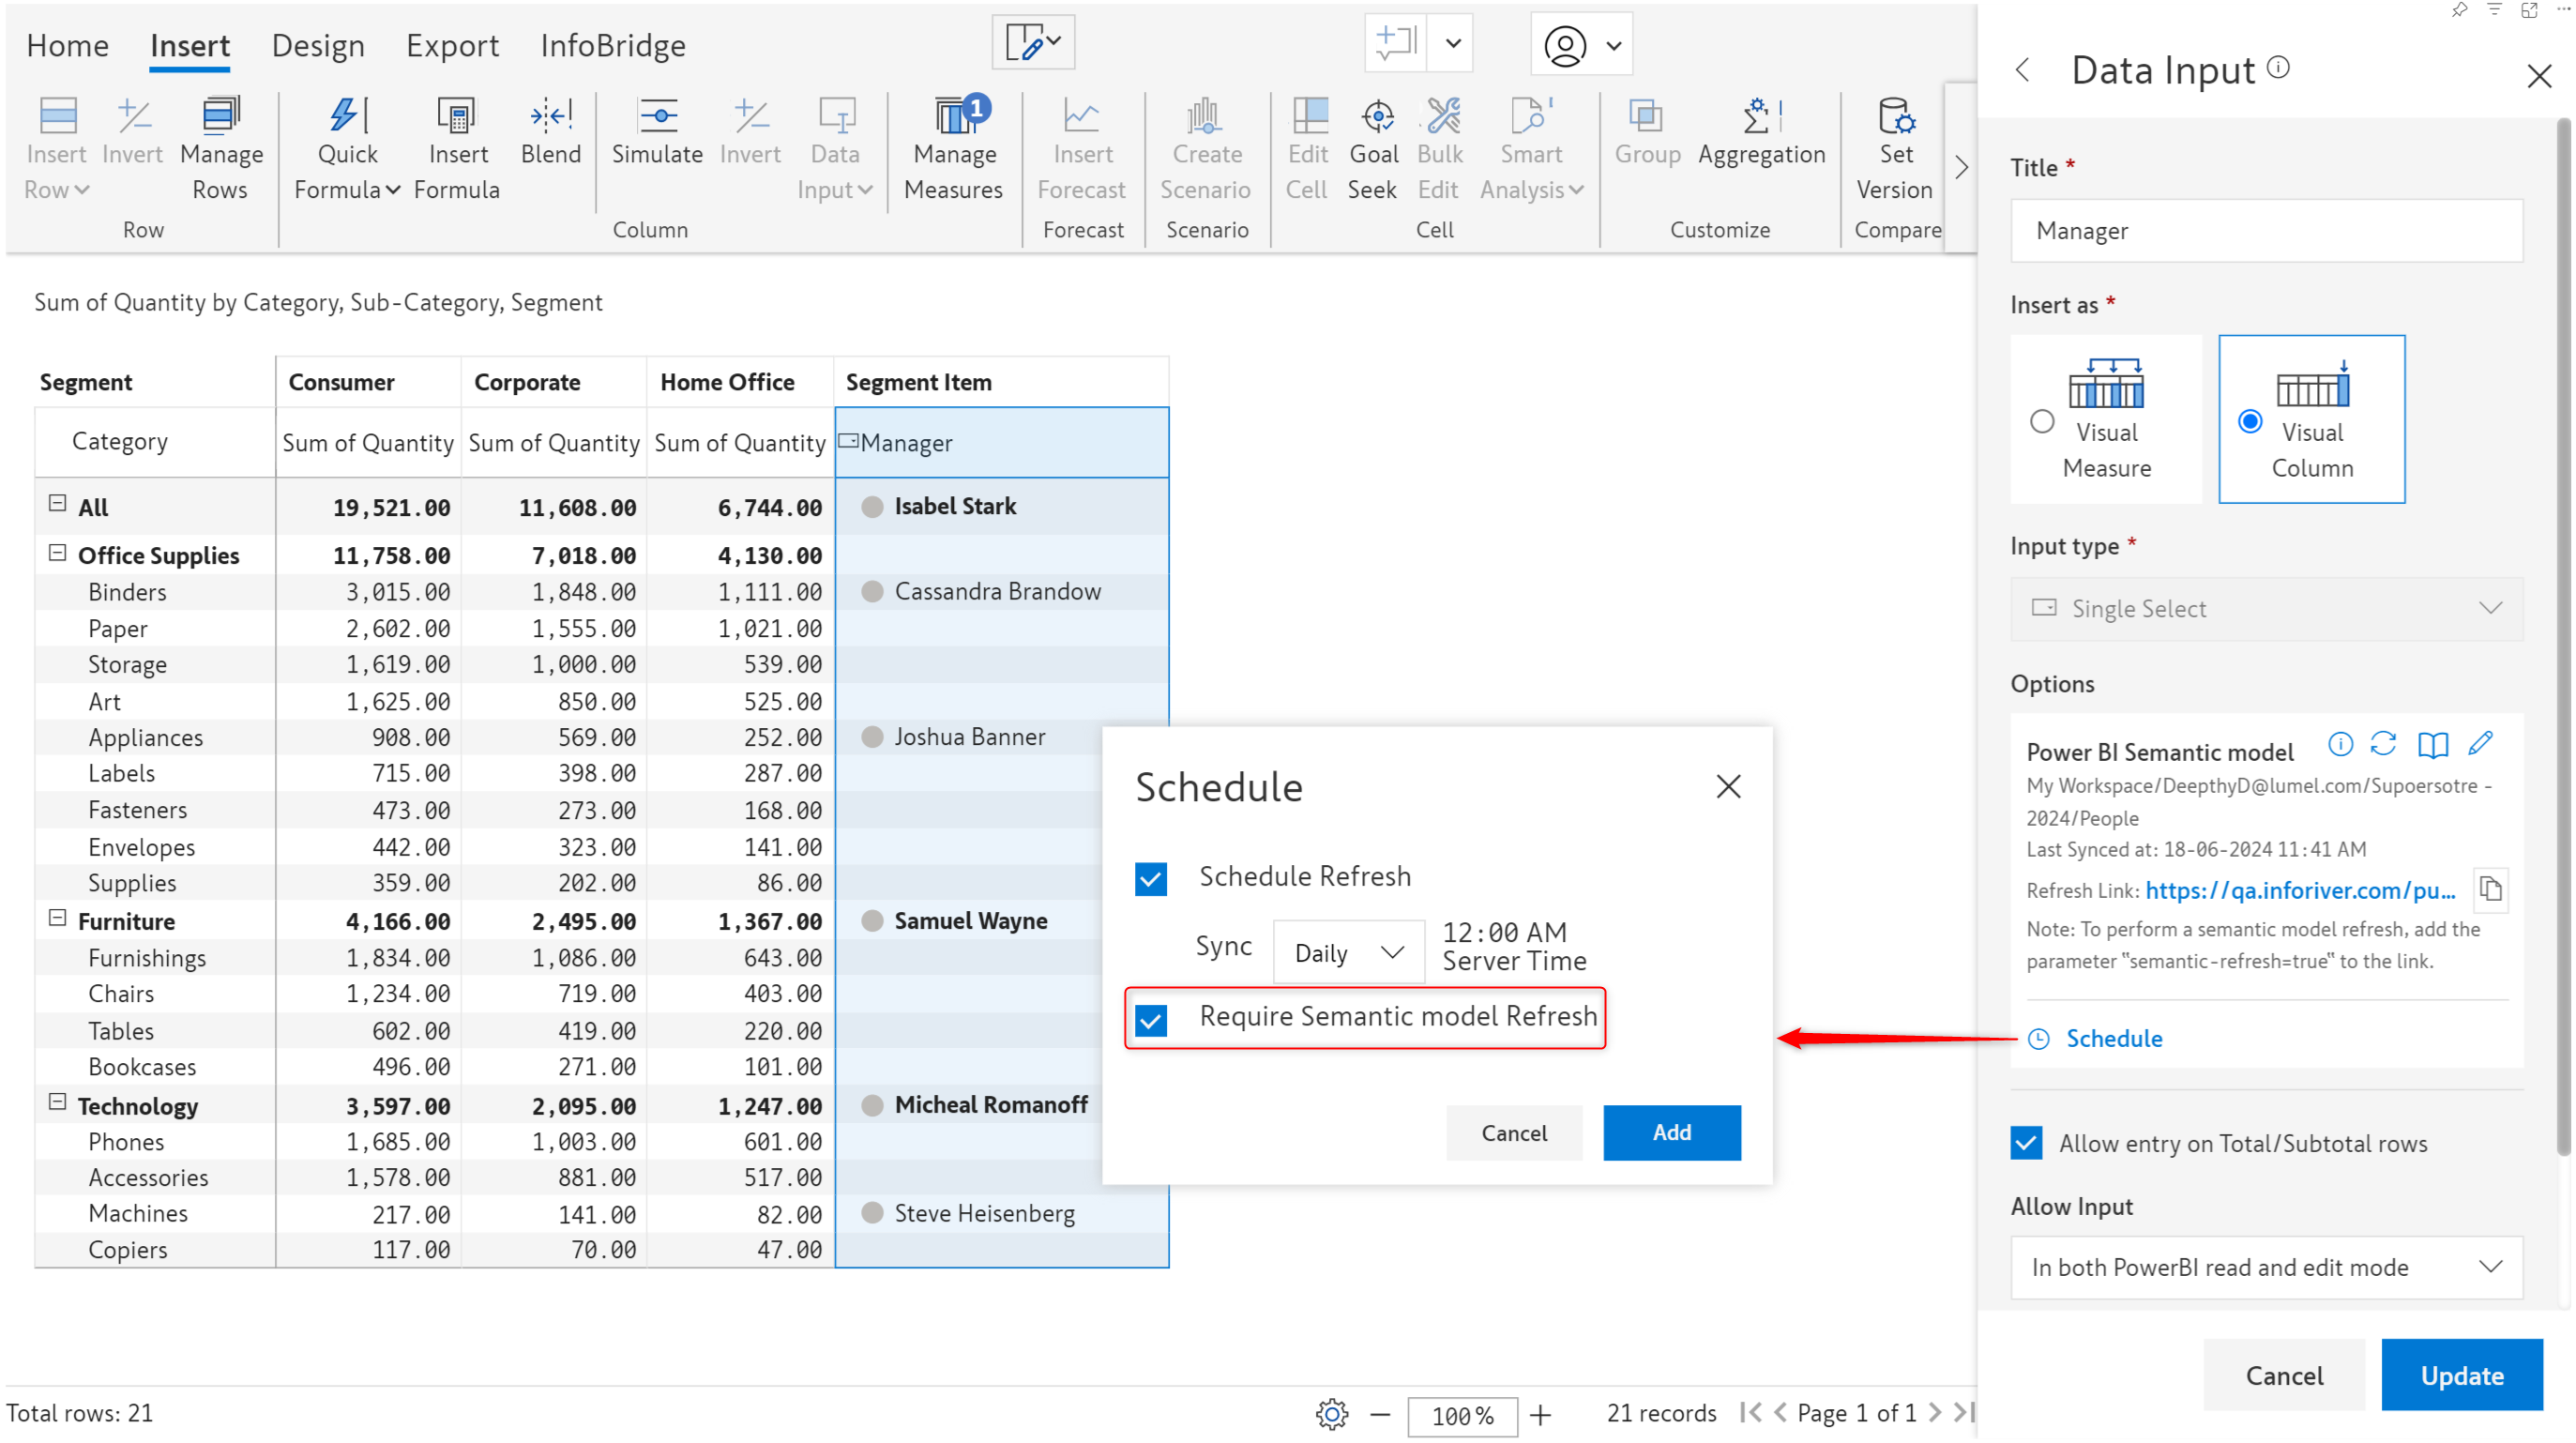 Home Insert Design Export InfoBridge
Insert Row Invert Manage Rows
Row
Quick Formula Insert Formula Blend
Simulate Invert Data Input
Column
1
Manage Measures
Insert Forecast
Forecast
Create Scenario
Scenario
Edit Cell Goal Seek Bulk Edit Smart Analysis
Cell
Group Aggregation
Customize
Set Version
Compare
Sum of Quantity by Category, Sub-Category, Segment
Segment Consumer Corporate Home Office Segment Item
Category Sum of Quantity Sum of Quantity Sum of Quantity Manager
All 19,521.00 11,608.00 6,744.00 Isabel Stark
Office Supplies 11,758.00 7,018.00 4,130.00
Binders 3,015.00 1,848.00 1,111.00 Cassandra Brandow
Paper 2,602.00 1,555.00 1,021.00
Storage 1,619.00 1,000.00 539.00
Art 1,625.00 850.00 525.00
Appliances 908.00 569.00 252.00 Joshua Banner
Labels 715.00 398.00 287.00
Fasteners 473.00 273.00 168.00
Envelopes 442.00 323.00 141.00
Supplies 359.00 202.00 86.00
Furniture 4,166.00 2,495.00 1,367.00 Samuel Wayne
Furnishings 1,834.00 1,086.00 643.00
Chairs 1,234.00 719.00 403.00
Tables 602.00 419.00 220.00
Bookcases 496.00 271.00 101.00
Technology 3,597.00 2,095.00 1,247.00 Micheal Romanoff
Phones 1,685.00 1,003.00 601.00
Accessories 1,578.00 881.00 517.00
Machines 217.00 141.00 82.00 Steve Heisenberg
Copiers 117.00 70.00 47.00
Schedule
Schedule Refresh
Sync Daily 12:00 AM
Server Time
Require Semantic model Refresh
Cancel Add
Total rows: 21
100%
21 records
Page 1 of 1
Data Input
Title *
Manager
Insert as *
Visual Measure
Visual Column
Input type *
Single Select
Options
Power BI Semantic model
My Workspace/DeepthyD@lumel.com/Supoersotre -
2024/People
Last Synced at: 18-06-2024 11:41 AM
Refresh Link: https://qa.inforiver.com/pu...
Note: To perform a semantic model refresh, add the
parameter "semantic-refresh=true" to the link.
Schedule
Allow entry on Total/Subtotal rows
Allow Input
In both PowerBI read and edit mode
Cancel Update